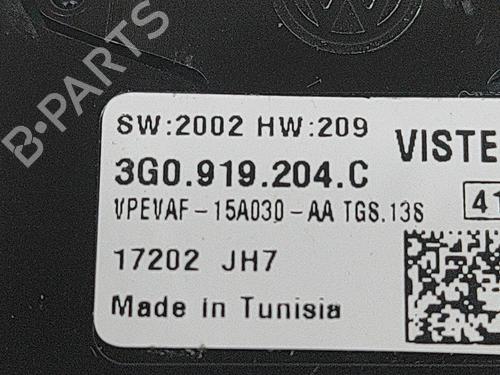 SW:2002 HW:209
VISTE
3G0.919.204.C
41
VPEVAF-15A030-AA TGS.13S
17202 JH7
Made in Tunisia
B-PARTS